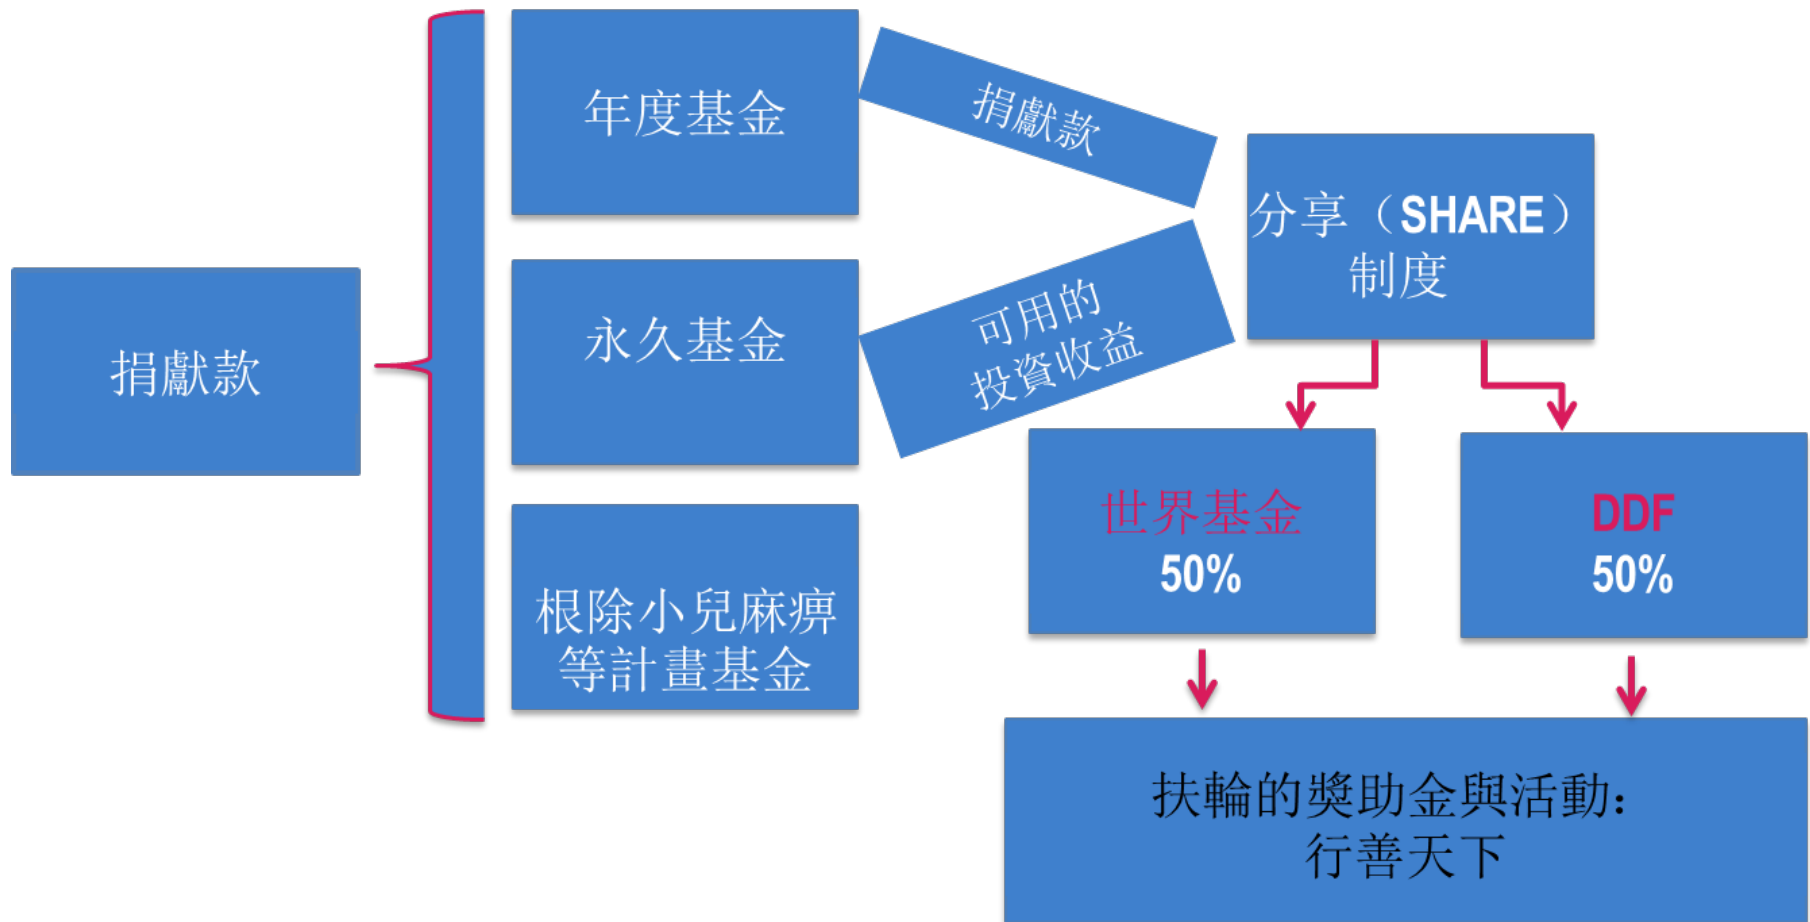 捐獻款
年度基金
永久基金
根除小兒麻痹
等計畫基金
捐獻款
可用的
投資收益
分享（SHARE）
制度
世界基金
50%
DDF
50%
扶輪的獎助金與活動：
行善天下